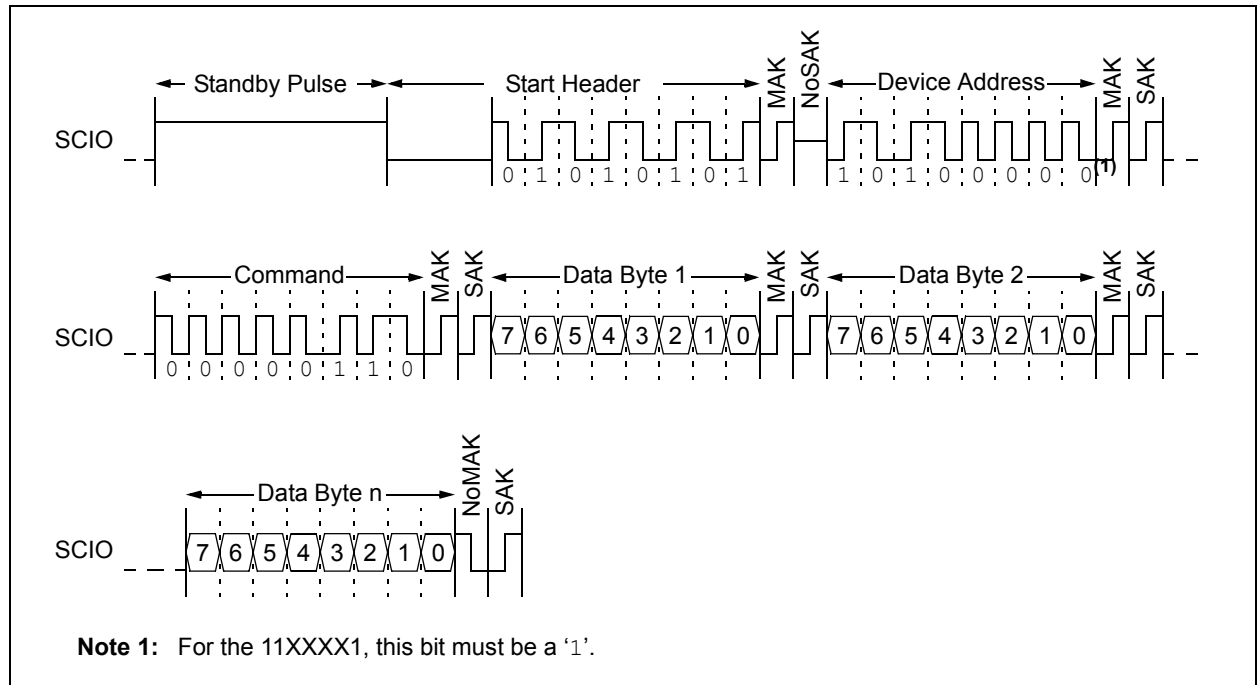 Standby Pulse Start Header MAK NoSAK Device Address MAK SAK
SCIO
0 1 0 1 0 1 0 1 1 0 1 0 0 0 0 0(1)
Command MAK SAK Data Byte 1 MAK SAK Data Byte 2 MAK SAK
SCIO 7 6 5 4 3 2 1 0 7 6 5 4 3 2 1 0
0 0 0 0 0 1 1 0
Data Byte n NoMAK SAK
SCIO 7 6 5 4 3 2 1 0
Note 1: For the 11XXXX1, this bit must be a ‘1’.